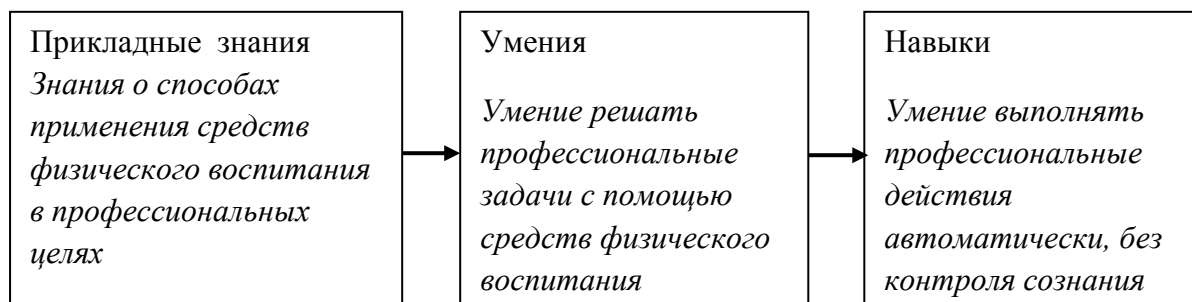 Прикладные знания
Знания о способах
применения средств
физического воспитания
в профессиональных
целях
Умения
Умение решать
профессиональные
задачи с помощью
средств физического
воспитания
Навыки
Умение выполнять
профессиональные
действия
автоматически, без
контроля сознания